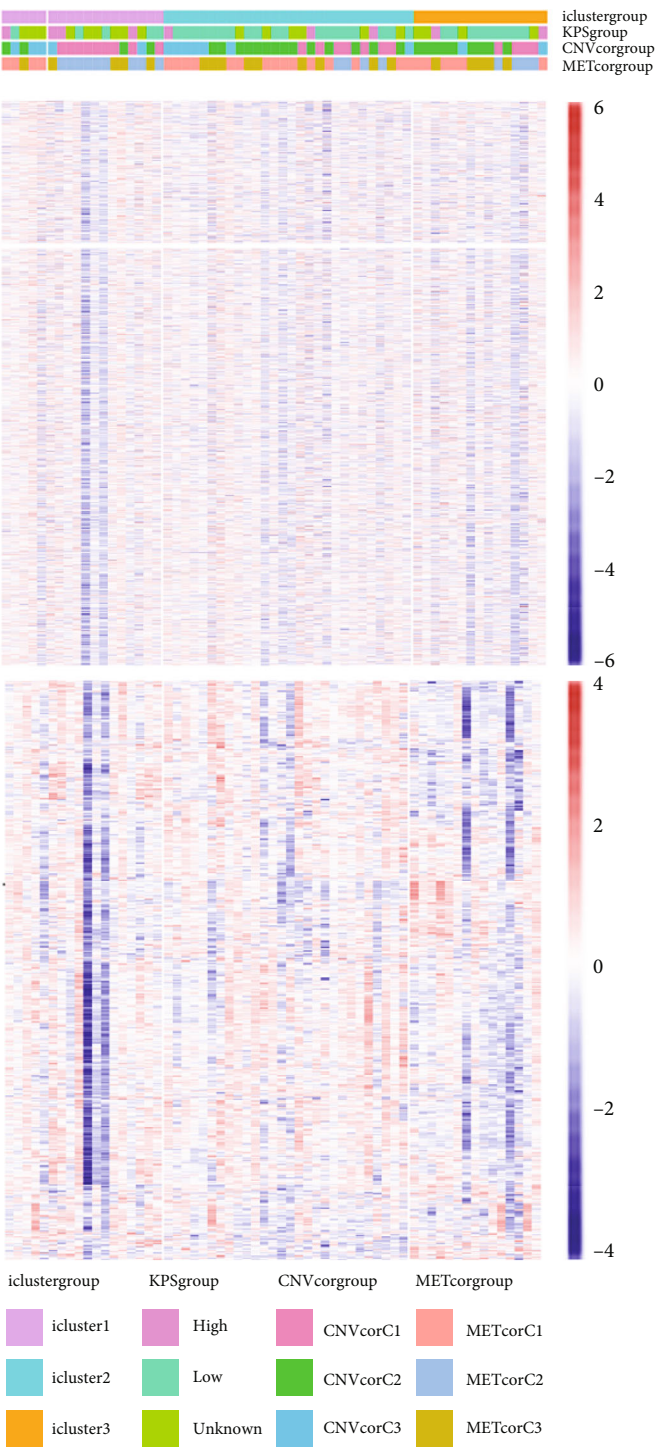 iclustergroup
KPSgroup
CNVcorgroup
METcorgroup
6
4
2
0
−2
−4
−6
4
2
0
−2
−4
iclustergroup KPSgroup CNVcorgroup METcorgroup
icluster1 High CNVcorC1 METcorC1
icluster2 Low CNVcorC2 METcorC2
icluster3 Unknown CNVcorC3 METcorC3